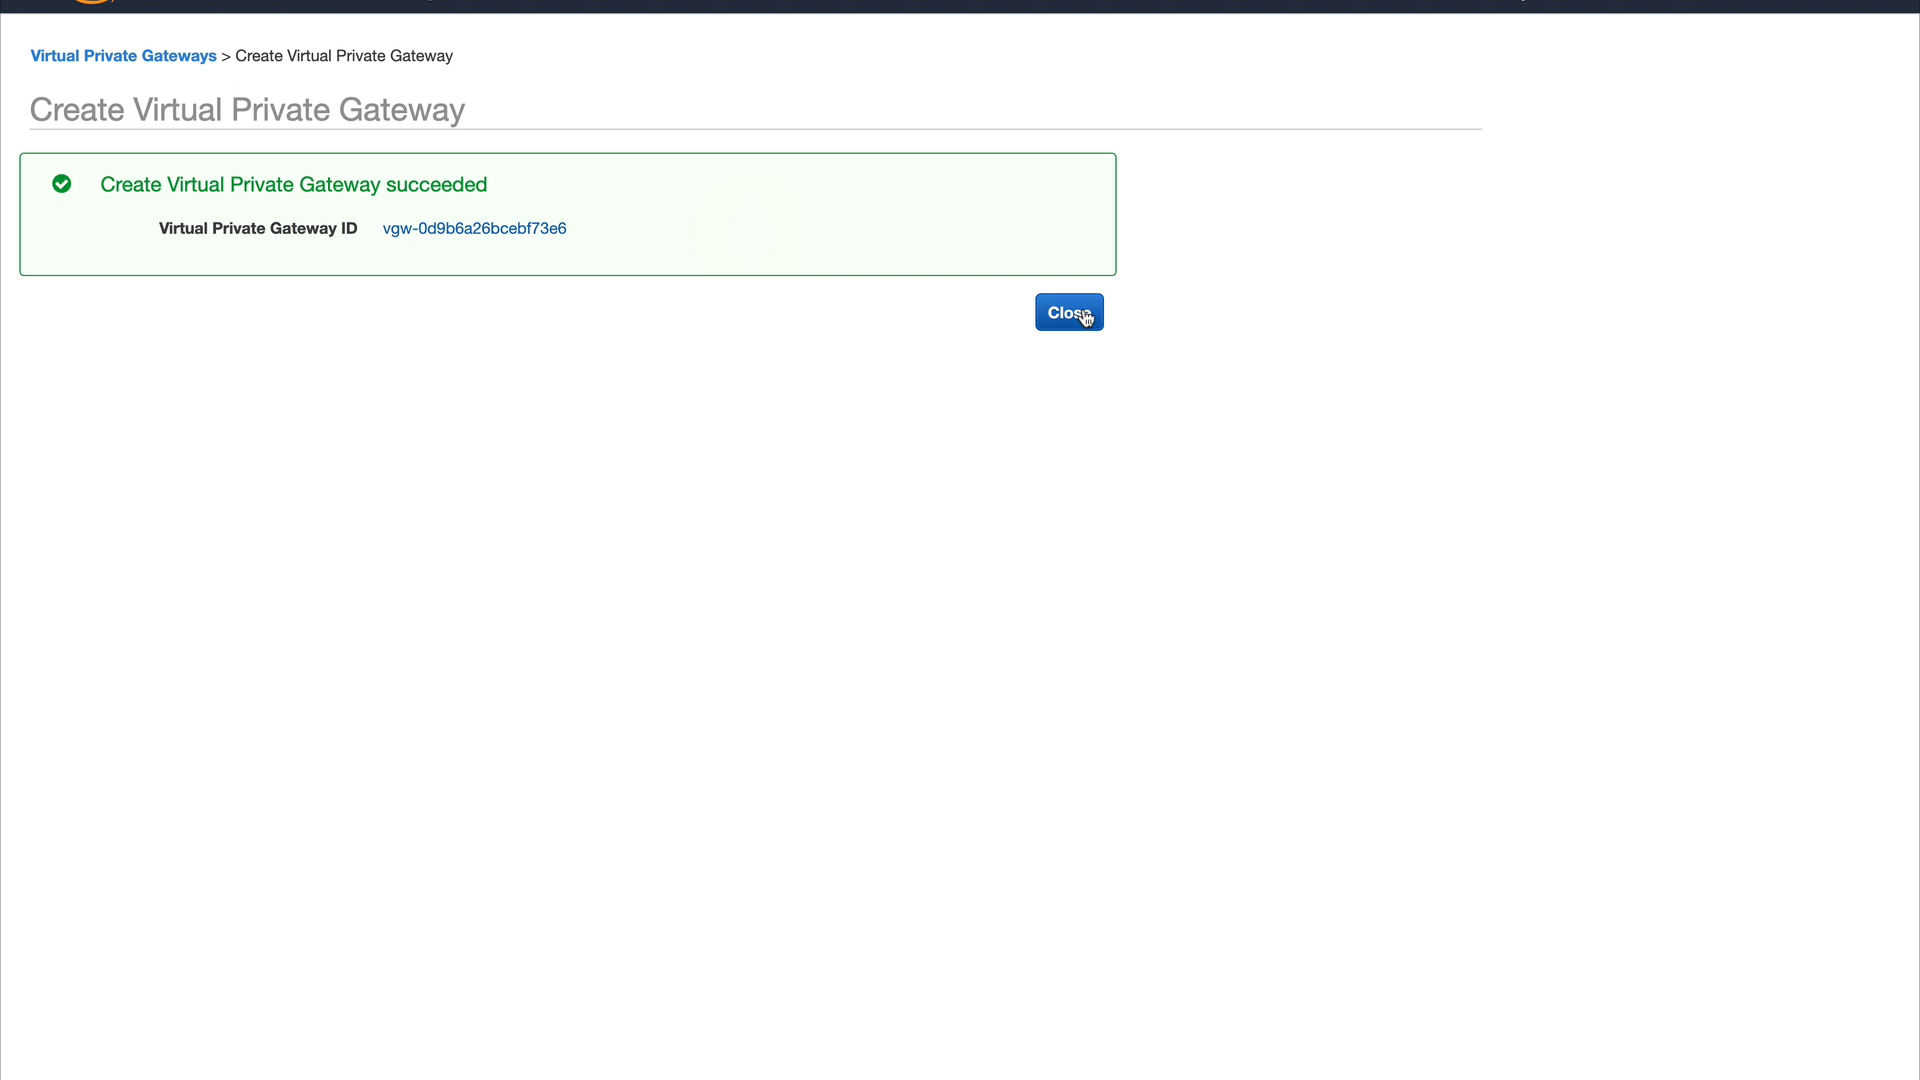 Virtual Private Gateways > Create Virtual Private Gateway
Create Virtual Private Gateway
Create Virtual Private Gateway succeeded
Virtual Private Gateway ID vgw-0d9b6a26bcebf73e6
Close